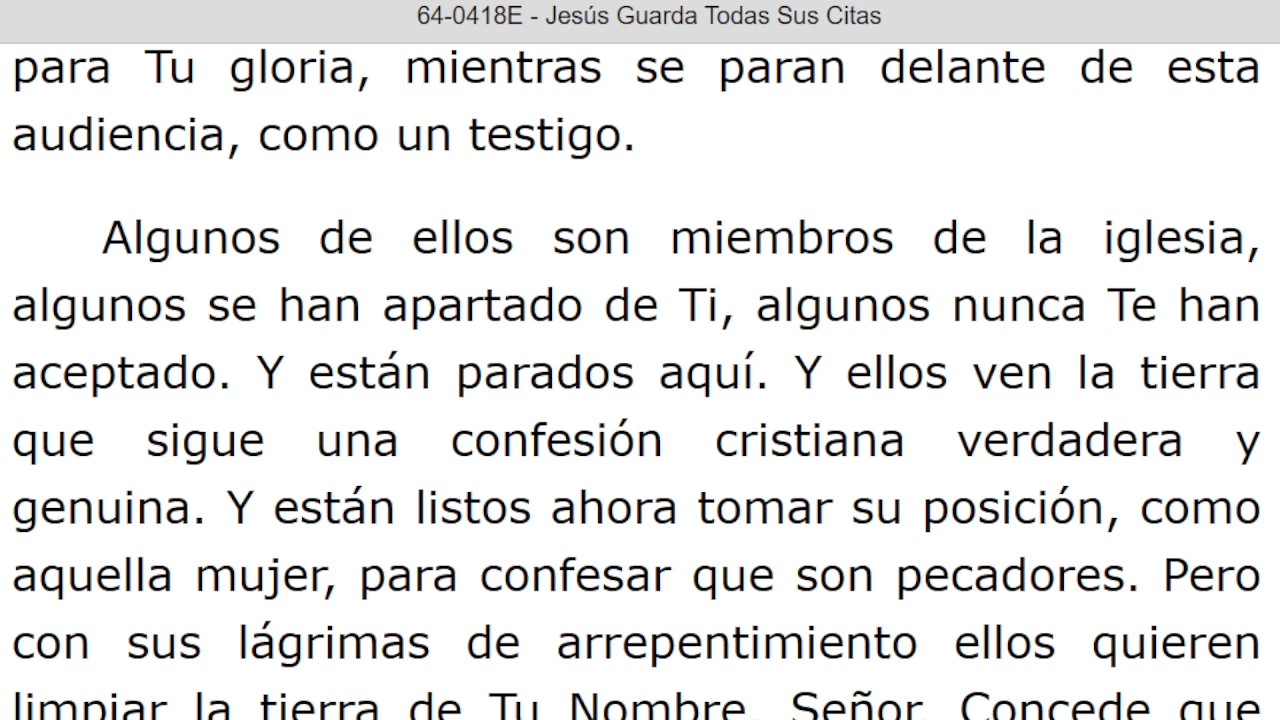 64-0418E - Jesús Guarda Todas Sus Citas
para Tu gloria, mientras se paran delante de esta
audiencia, como un testigo.
Algunos de ellos son miembros de la iglesia,
algunos se han apartado de Ti, algunos nunca Te han
aceptado. Y están parados aquí. Y ellos ven la tierra
que sigue una confesión cristiana verdadera y
genuina. Y están listos ahora tomar su posición, como
aquella mujer, para confesar que son pecadores. Pero
con sus lágrimas de arrepentimiento ellos quieren
limpiar la tierra de Tu Nombre, Señor. Concede que